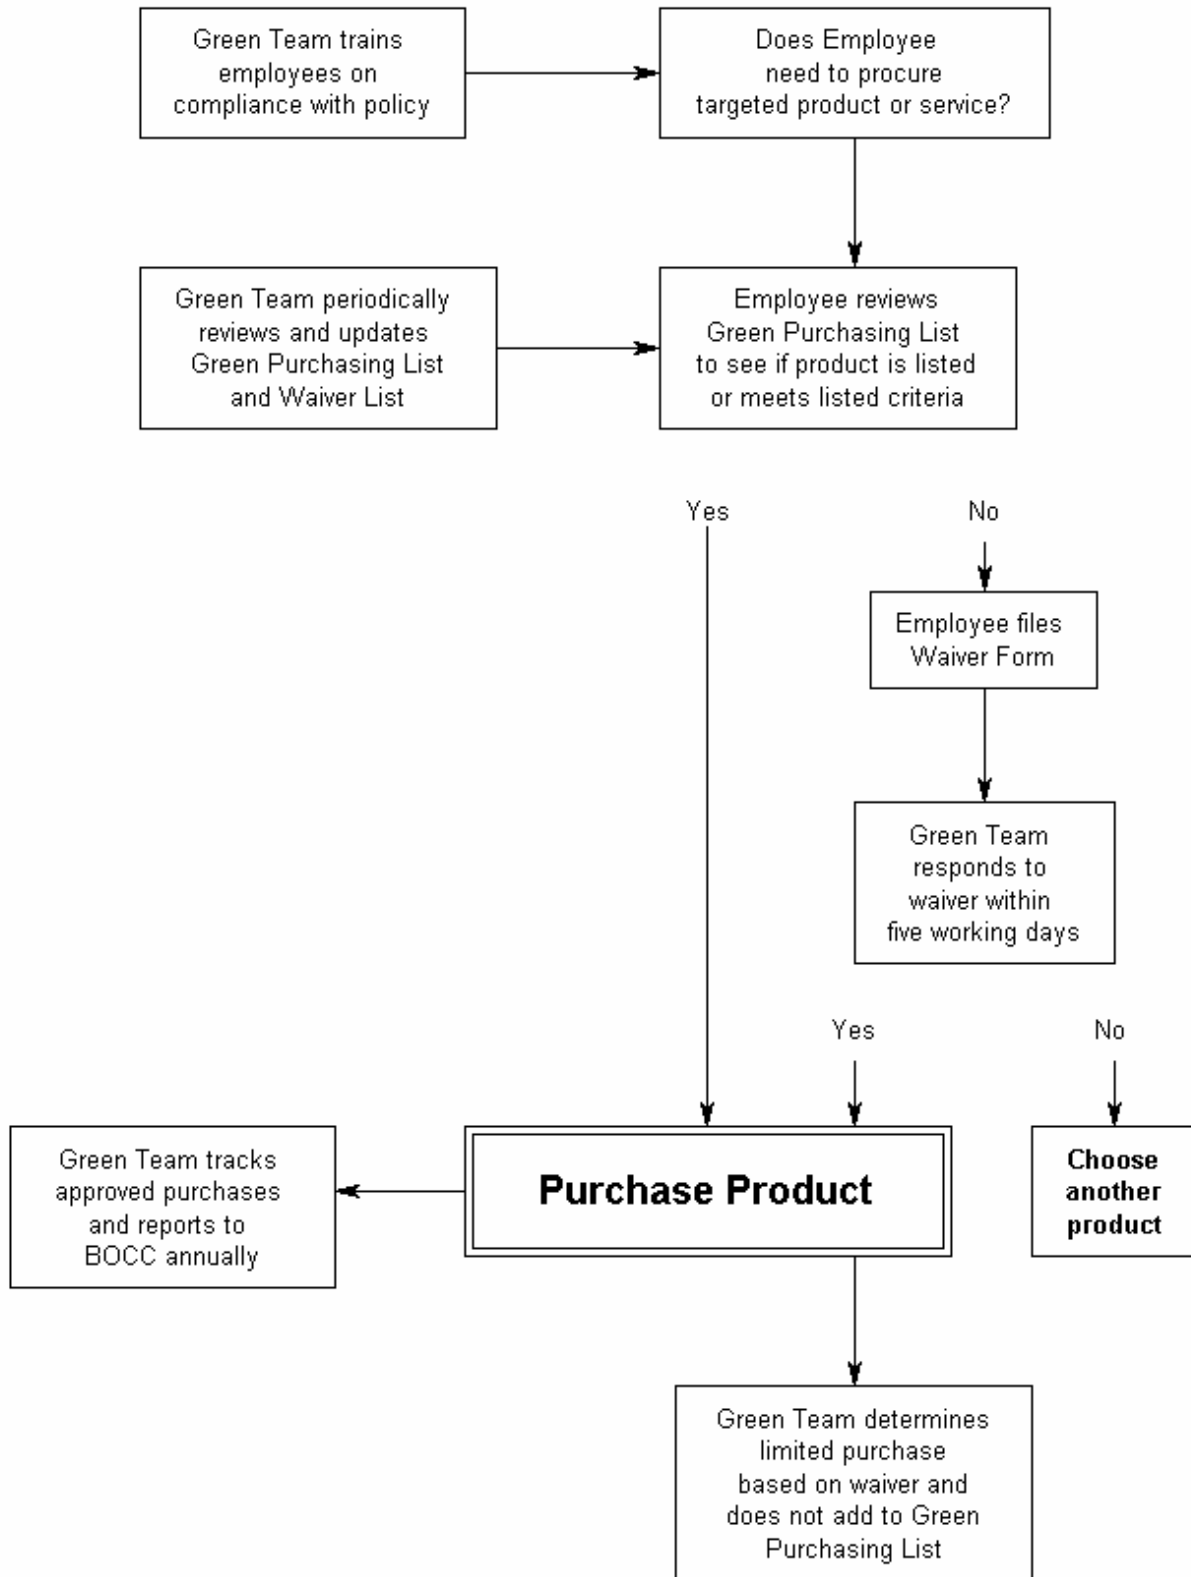 Green Team trains
employees on
compliance with policy
Does Employee
need to procure
targeted product or service?
Green Team periodically
reviews and updates
Green Purchasing List
and Waiver List
Employee reviews
Green Purchasing List
to see if product is listed
or meets listed criteria
Yes
No
Employee files
Waiver Form
Green Team
responds to
waiver within
five working days
Yes
No
Green Team tracks
approved purchases
and reports to
BOCC annually
Purchase Product
Choose
another
product
Green Team determines
limited purchase
based on waiver and
does not add to Green
Purchasing List